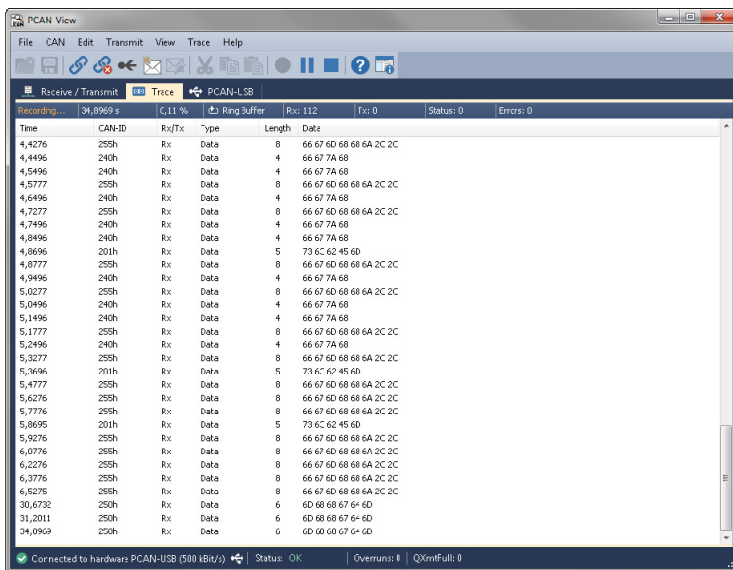 PCAN View
File CAN Edit Transmit View Trace Help
Receive / Transmit Trace PCAN-USB
Recording... 34,8969 s 0,11 % Ring Buffer Rx: 112 Tx: 0 Status: 0 Errors: 0
Time CAN-ID Rx/Tx Type Length Data
4,4276 255h Rx Data 8 66 67 6D 68 68 6A 2C 2C
4,4496 240h Rx Data 4 66 67 7A 68
4,5496 240h Rx Data 4 66 67 7A 68
4,5777 255h Rx Data 8 66 67 6D 68 68 6A 2C 2C
4,6496 240h Rx Data 4 66 67 7A 68
4,7277 255h Rx Data 8 66 67 6D 68 68 6A 2C 2C
4,7496 240h Rx Data 4 66 67 7A 68
4,8496 240h Rx Data 4 66 67 7A 68
4,8696 201h Rx Data 5 73 6C 62 45 6D
4,8777 255h Rx Data 8 66 67 6D 68 68 6A 2C 2C
4,9496 240h Rx Data 4 66 67 7A 68
5,0277 255h Rx Data 8 66 67 6D 68 68 6A 2C 2C
5,0496 240h Rx Data 4 66 67 7A 68
5,1496 240h Rx Data 4 66 67 7A 68
5,1777 255h Rx Data 8 66 67 6D 68 68 6A 2C 2C
5,2496 240h Rx Data 4 66 67 7A 68
5,3277 255h Rx Data 8 66 67 6D 68 68 6A 2C 2C
5,3696 201h Rx Data 5 73 6C 62 45 6D
5,4777 255h Rx Data 8 66 67 6D 68 68 6A 2C 2C
5,6276 255h Rx Data 8 66 67 6D 68 68 6A 2C 2C
5,7776 255h Rx Data 8 66 67 6D 68 68 6A 2C 2C
5,8695 201h Rx Data 5 73 6C 62 45 6D
5,9276 255h Rx Data 8 66 67 6D 68 68 6A 2C 2C
6,0776 255h Rx Data 8 66 67 6D 68 68 6A 2C 2C
6,2276 255h Rx Data 8 66 67 6D 68 68 6A 2C 2C
6,3776 255h Rx Data 8 66 67 6D 68 68 6A 2C 2C
6,5275 255h Rx Data 8 66 67 6D 68 68 6A 2C 2C
30,6732 250h Rx Data 6 6D 68 68 67 64 6D
31,2011 250h Rx Data 6 6D 68 68 67 64 6D
250h Rx Data 6 6D 68 68 67 64 6D
Connected to hardware PCAN-USB (500 kBit/s) Status: OK Overruns: 0 QXmtFull: 0